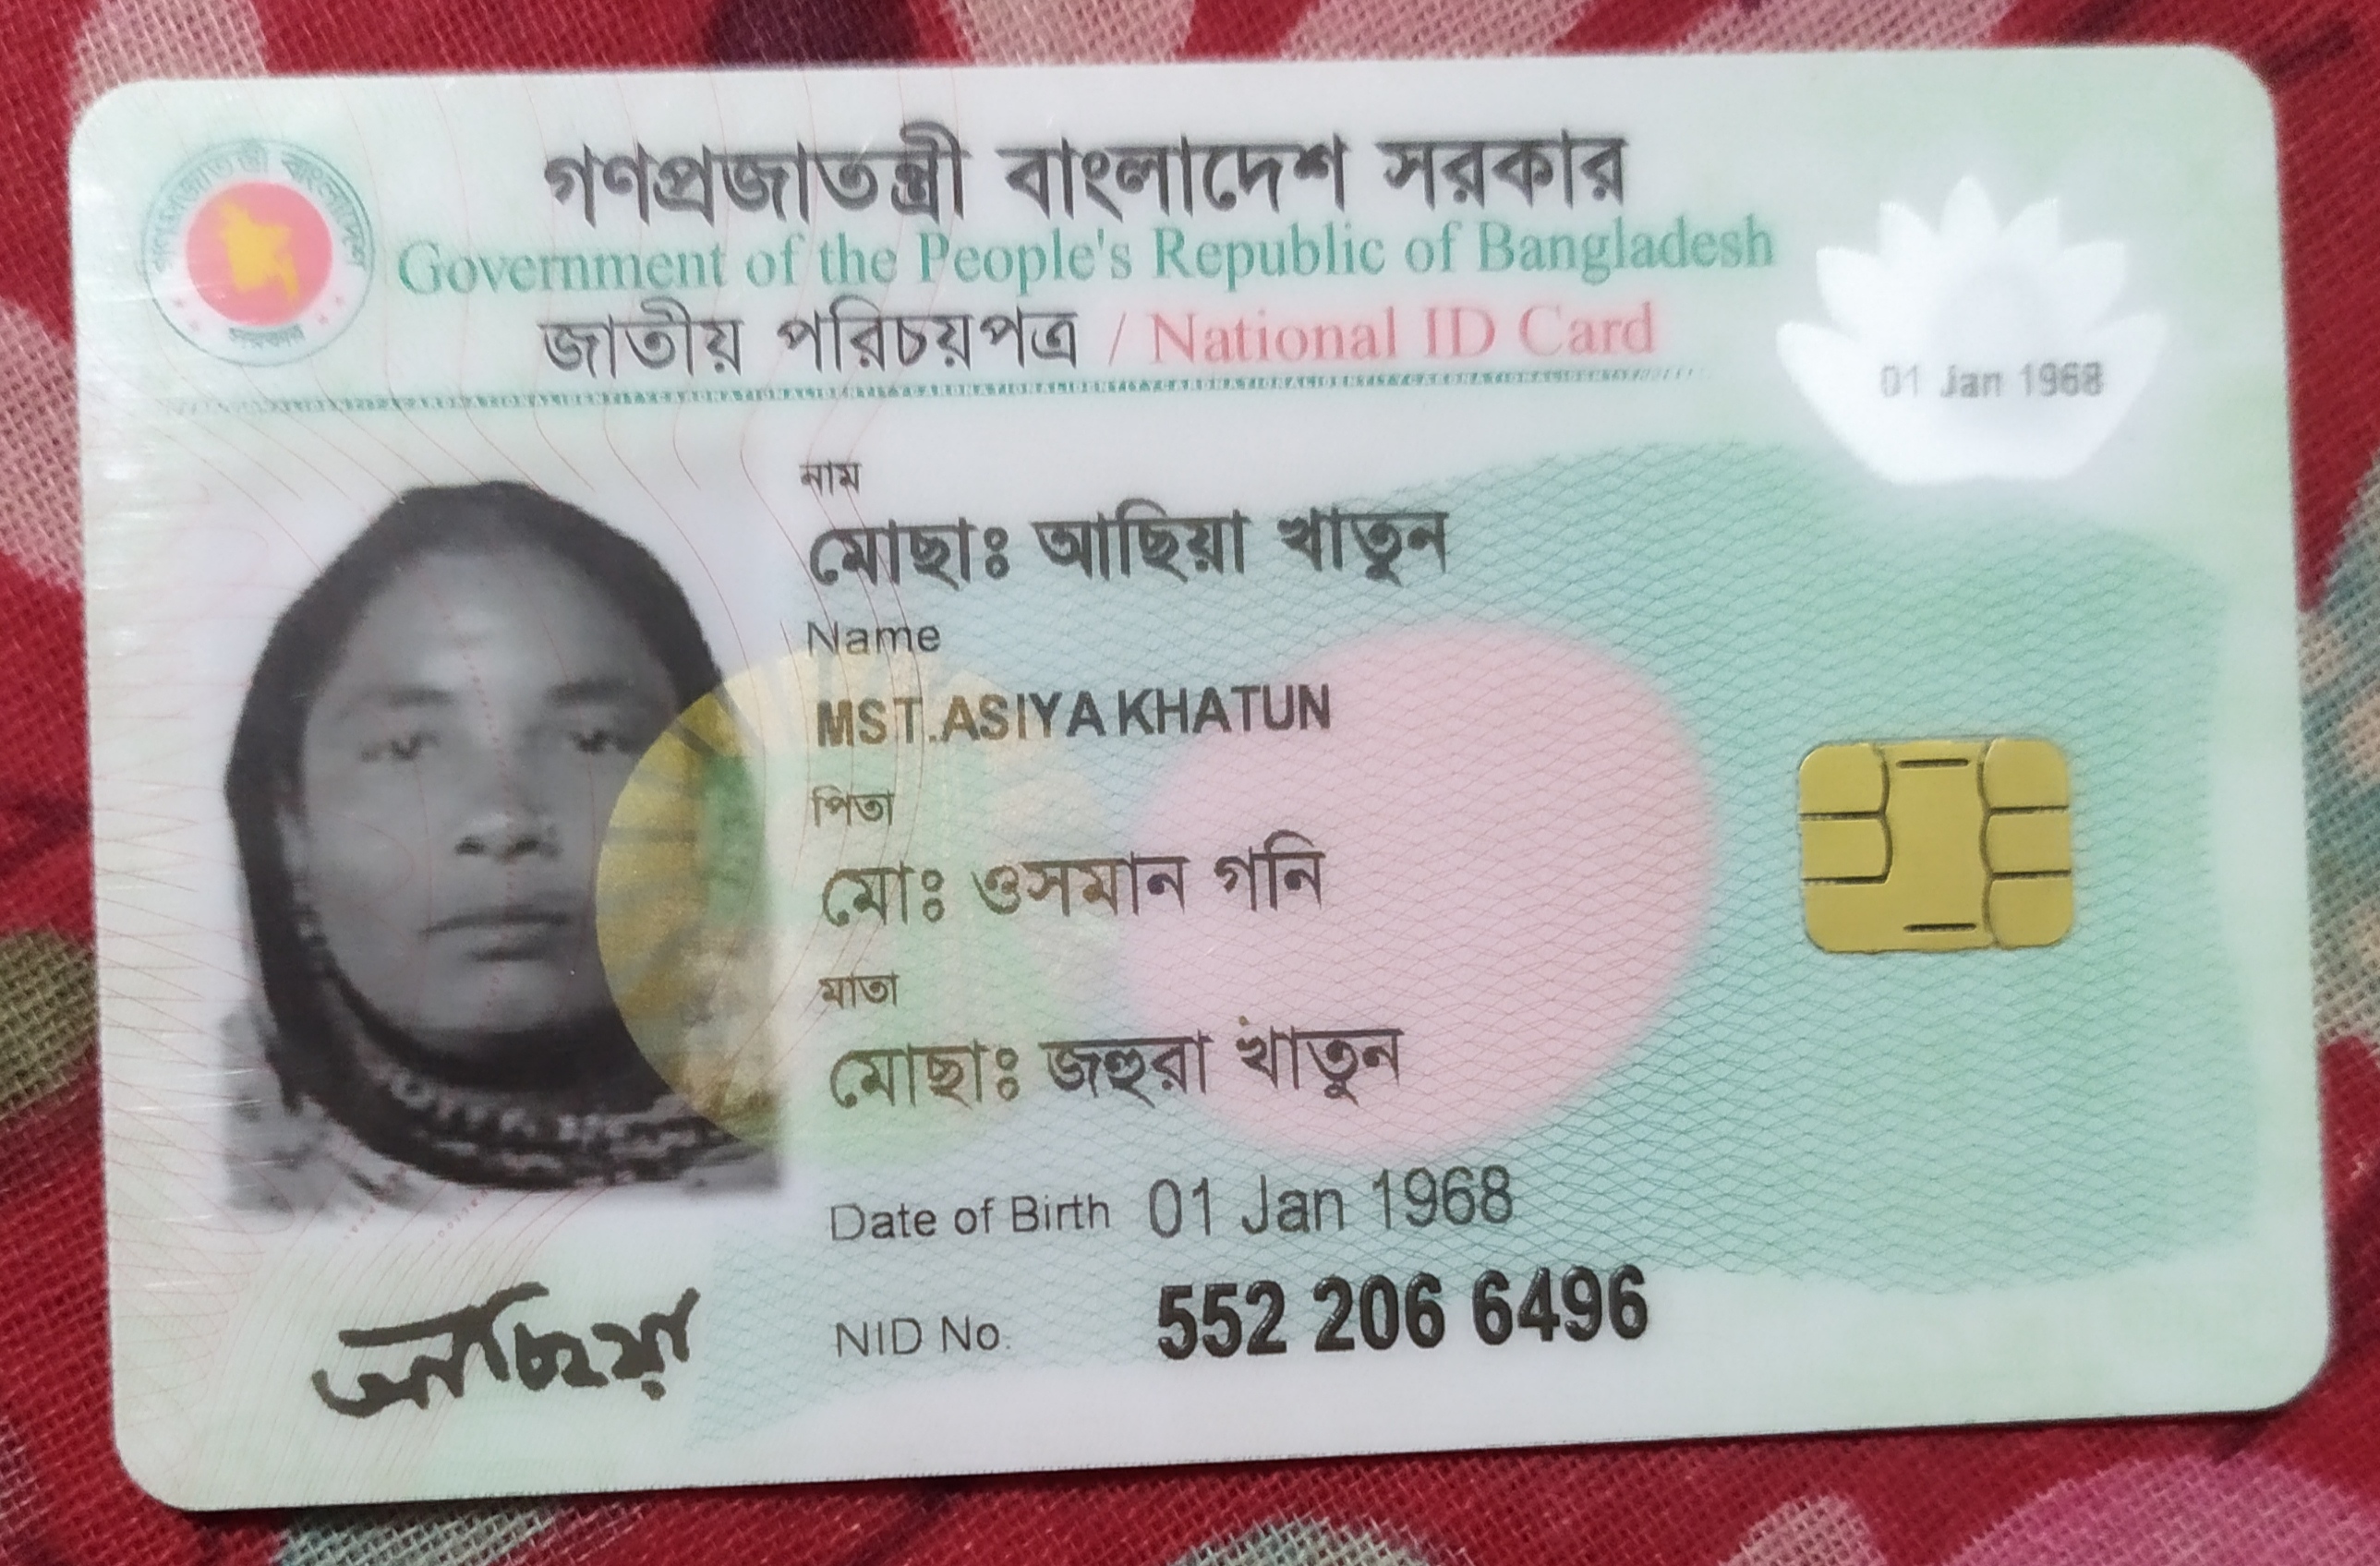 গণপ্রজাতন্ত্রী বাংলাদেশ সরকার
Government of the People's Republic of Bangladesh
জাতীয় পরিচয়পত্র / National ID Card
01 Jan 1968
নাম
মোছাঃ আছিয়া খাতুন
Name
MST. ASIYA KHATUN
পিতা
মোঃ ওসমান গনি
মাতা
মোছাঃ জহুরা খাতুন
Date of Birth 01 Jan 1968
NID No. 552 206 6496
আছিয়া